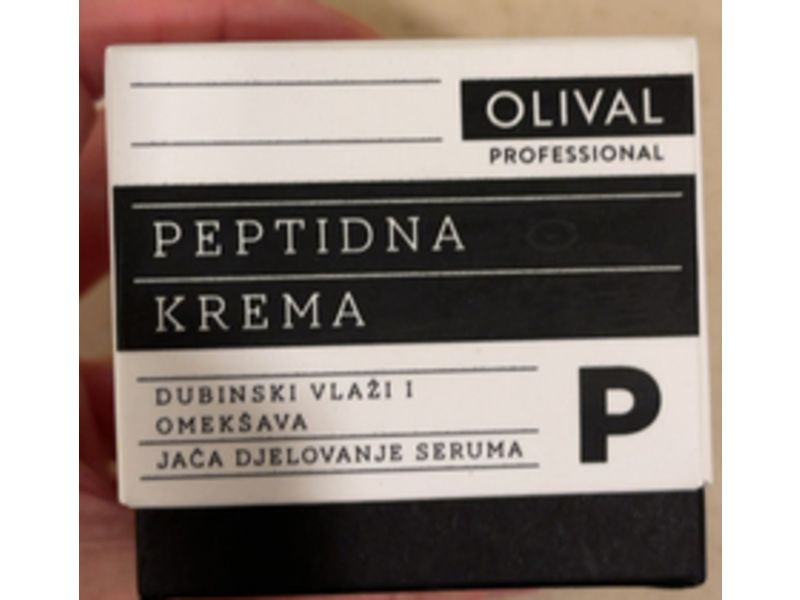 OLIVAL
PROFESSIONAL
PEPTIDNA
KREMA
DUBINSKI VLAŽI I
OMEKŠAVA
JAČA DJELOVANJE SERUMA
P